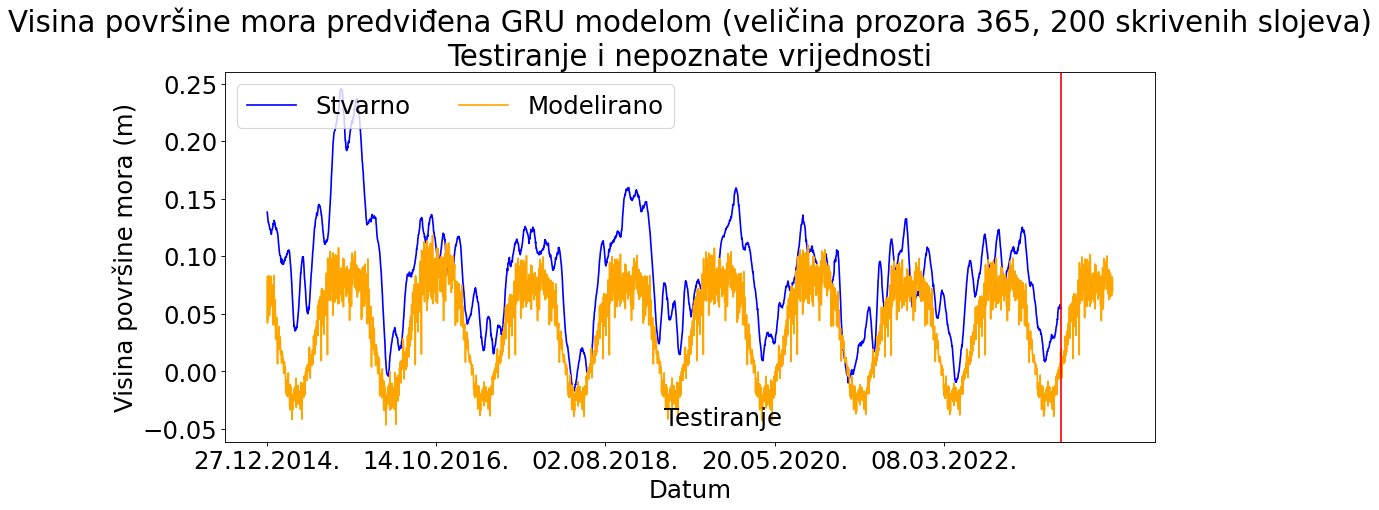 Visina površine mora predviđena GRU modelom (veličina prozora 365, 200 skrivenih slojeva)
Testiranje i nepoznate vrijednosti
Stvarno
Modelirano
Visina površine mora (m)
0.25
0.20
0.15
0.10
0.05
0.00
−0.05
Testiranje
27.12.2014.
14.10.2016.
02.08.2018.
20.05.2020.
08.03.2022.
Datum